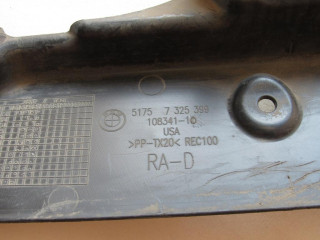 5175 7 325 399
108341-10
USA
>PP-TX20< REC100
RA-D